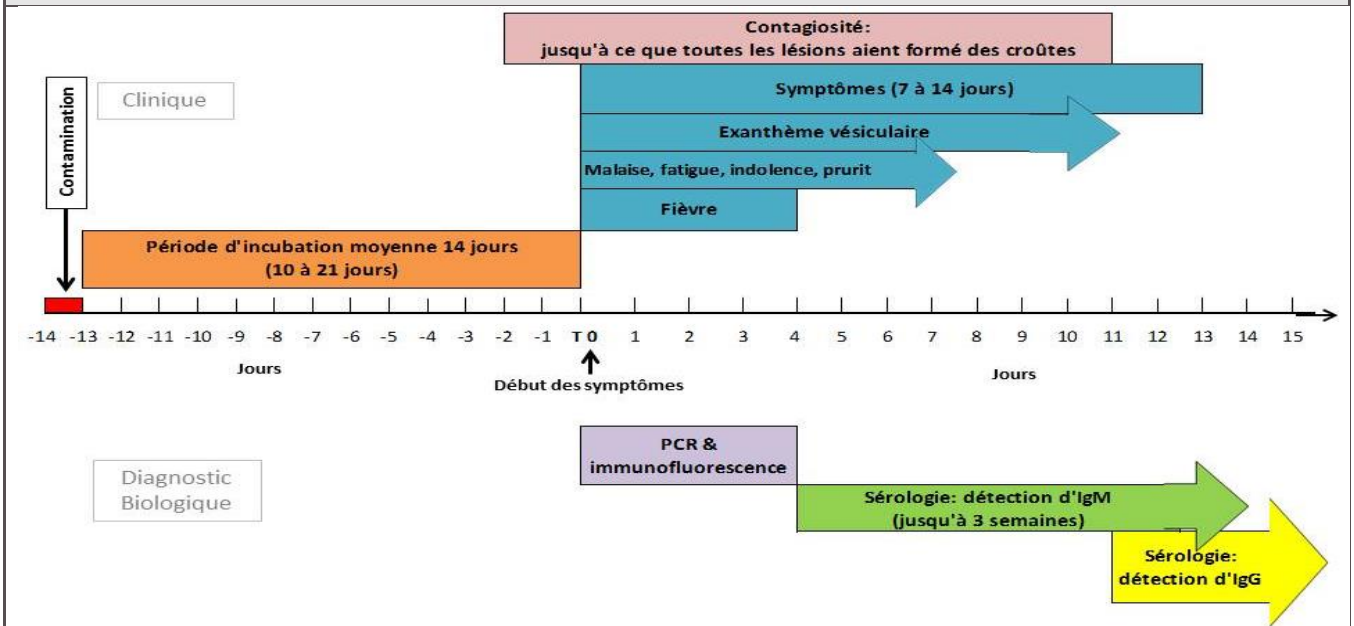 Contagiosité:
jusqu'à ce que toutes les lésions aient formé des croûtes
Clinique
Symptômes (7 à 14 jours)
Contamination
Exanthème vésiculaire
Malaise, fatigue, indolence, prurit
Fièvre
Période d'incubation moyenne 14 jours
(10 à 21 jours)
-14 -13 -12 -11 -10 -9 -8 -7 -6 -5 -4 -3 -2 -1 T 0 1 2 3 4 5 6 7 8 9 10 11 12 13 14 15
Jours
Jours
Début des symptômes
PCR &
immunofluorescence
Diagnostic
Biologique
Sérologie: détection d'IgM
(jusqu'à 3 semaines)
Sérologie:
détection d'IgG